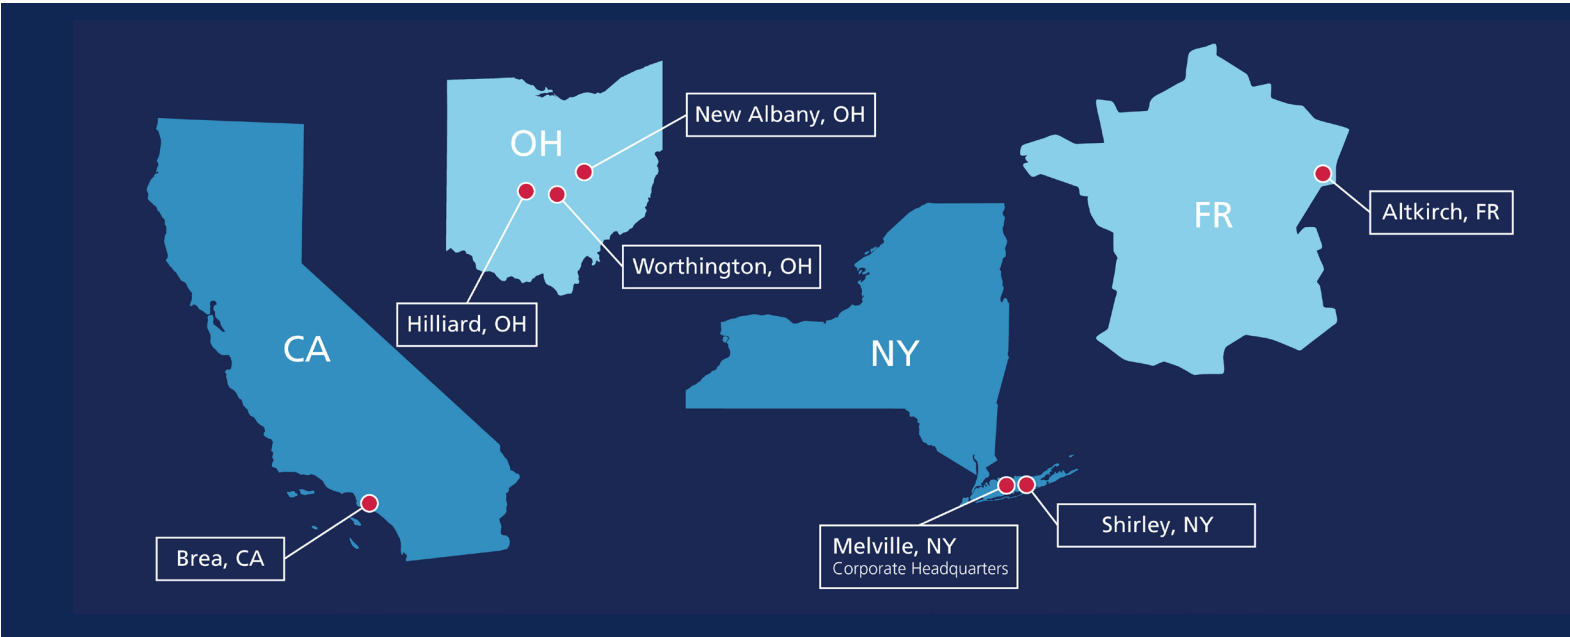 New Albany, OH
OH
Altkirch, FR
FR
Worthington, OH
Hilliard, OH
CA
NY
Brea, CA
Melville, NY
Corporate Headquarters
Shirley, NY